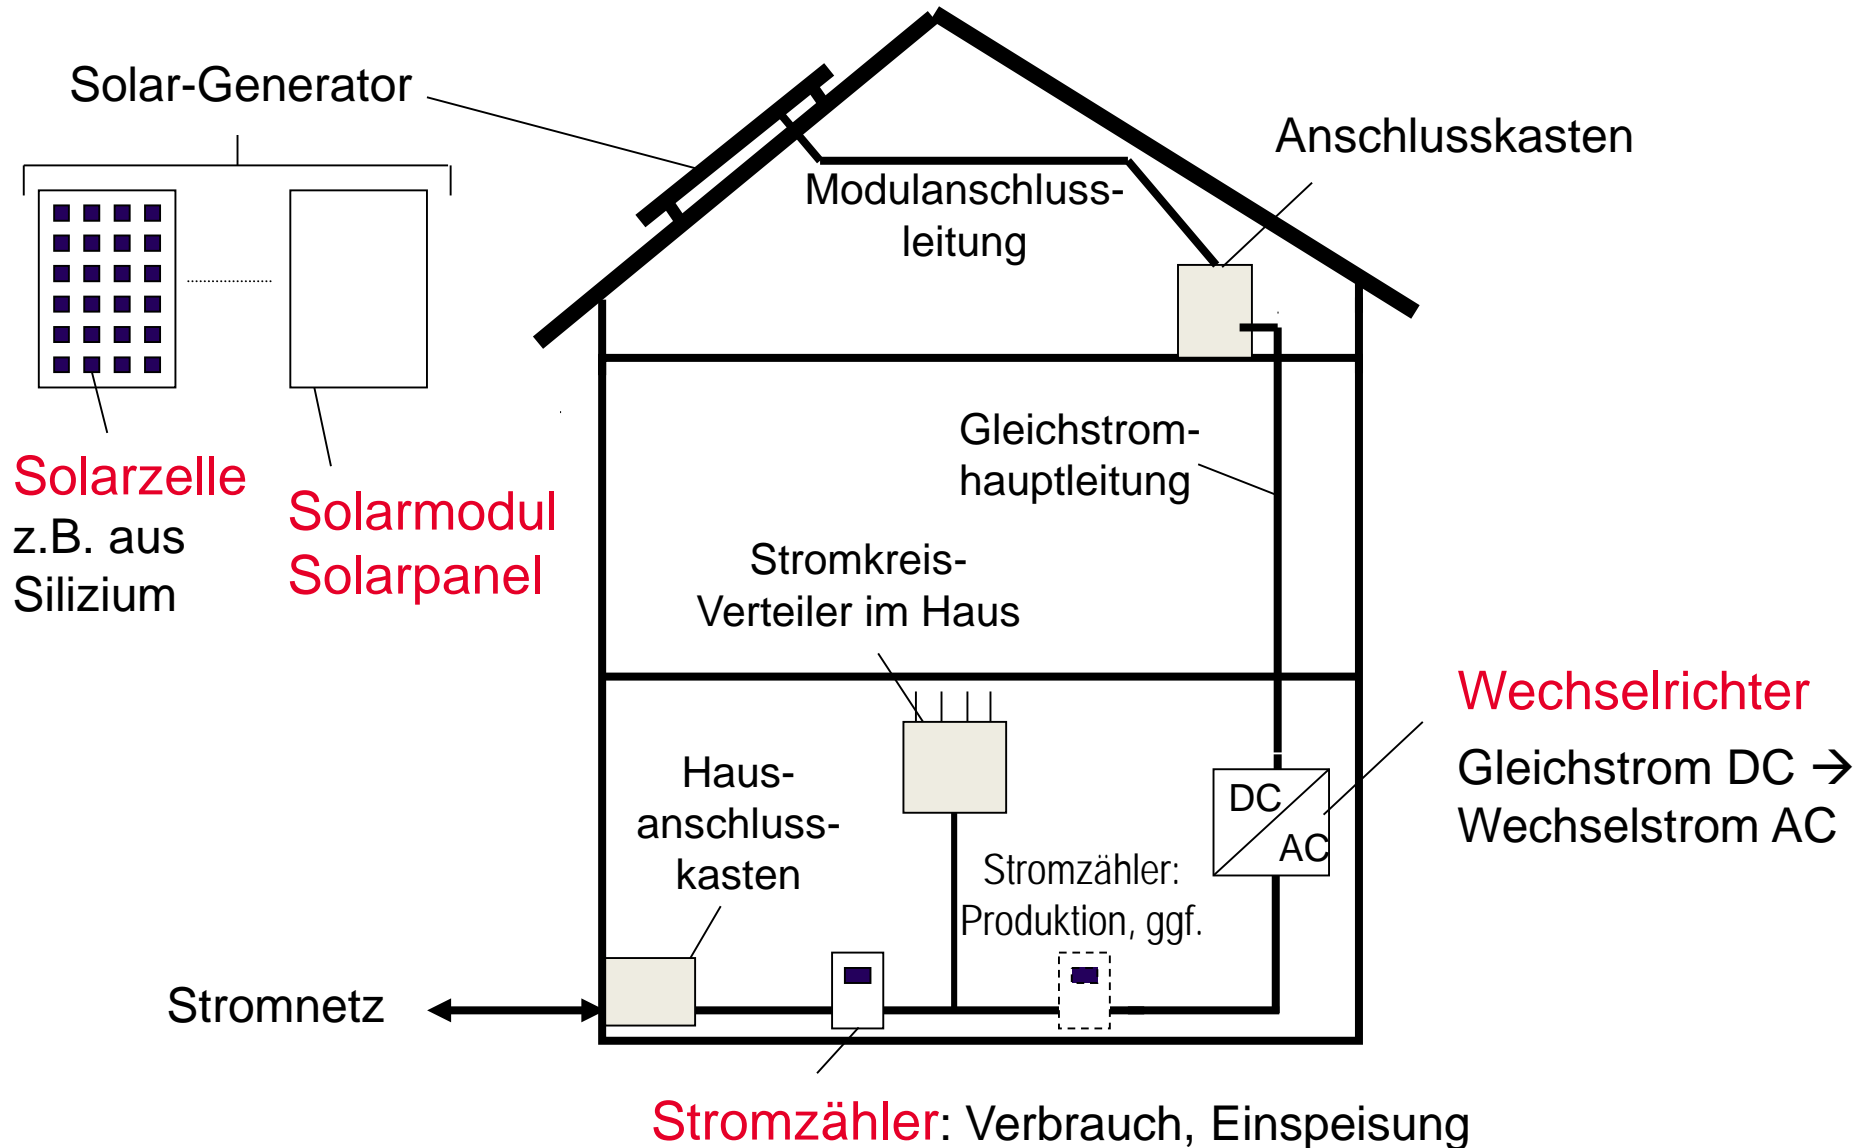 Solar-Generator
Anschlusskasten
Modulanschluss-
leitung
Gleichstrom-
hauptleitung
Solarzelle
z.B. aus
Silizium
Solarmodul
Solarpanel
Stromkreis-
Verteiler im Haus
Wechselrichter
Gleichstrom DC →
Wechselstrom AC
Haus-
anschluss-
kasten
DC
AC
Stromzähler:
Produktion, ggf.
Stromnetz
Stromzähler: Verbrauch, Einspeisung